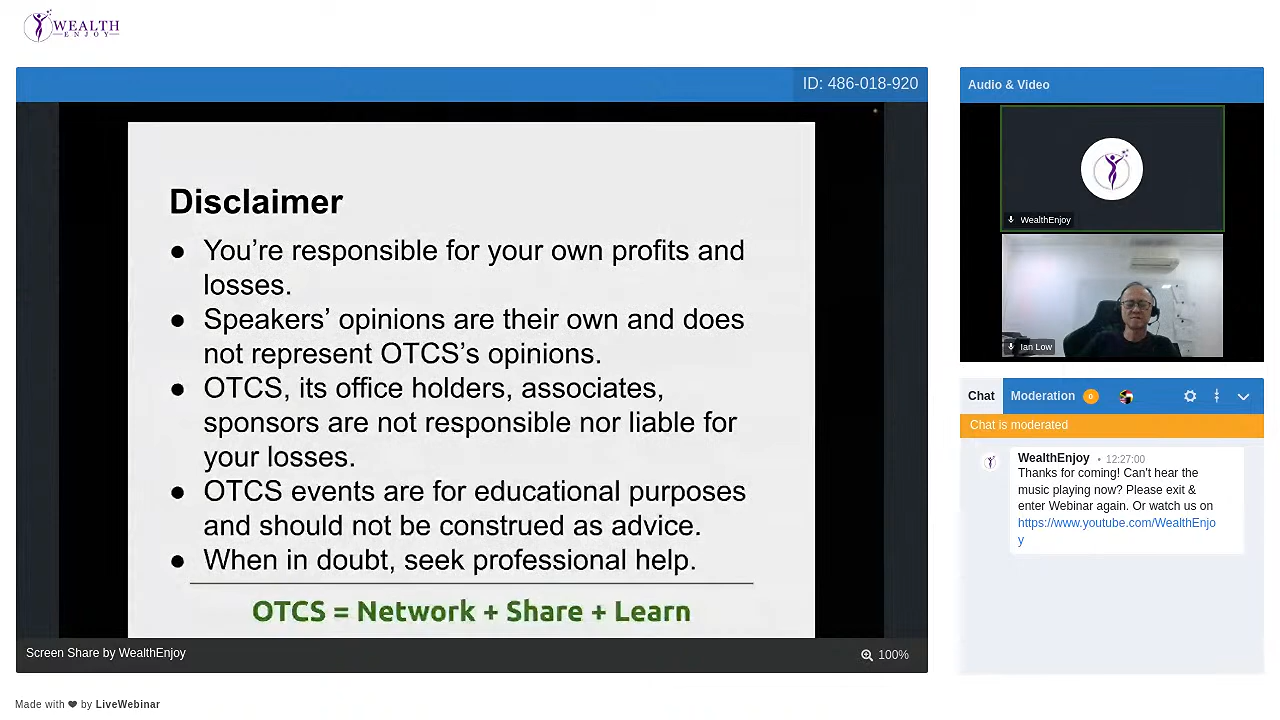 WEALTH
ENJOY
ID: 486-018-920
Disclaimer
● You’re responsible for your own profits and
losses.
● Speakers’ opinions are their own and does
not represent OTCS’s opinions.
● OTCS, its office holders, associates,
sponsors are not responsible nor liable for
your losses.
● OTCS events are for educational purposes
and should not be construed as advice.
● When in doubt, seek professional help.
OTCS = Network + Share + Learn
Screen Share by WealthEnjoy
100%
Audio & Video
WealthEnjoy
Ian Low
Chat Moderation 0
Chat is moderated
WealthEnjoy • 12:27:00
Thanks for coming! Can't hear the
music playing now? Please exit &
enter Webinar again. Or watch us on
https://www.youtube.com/WealthEnjo
y
Made with ❤ by LiveWebinar